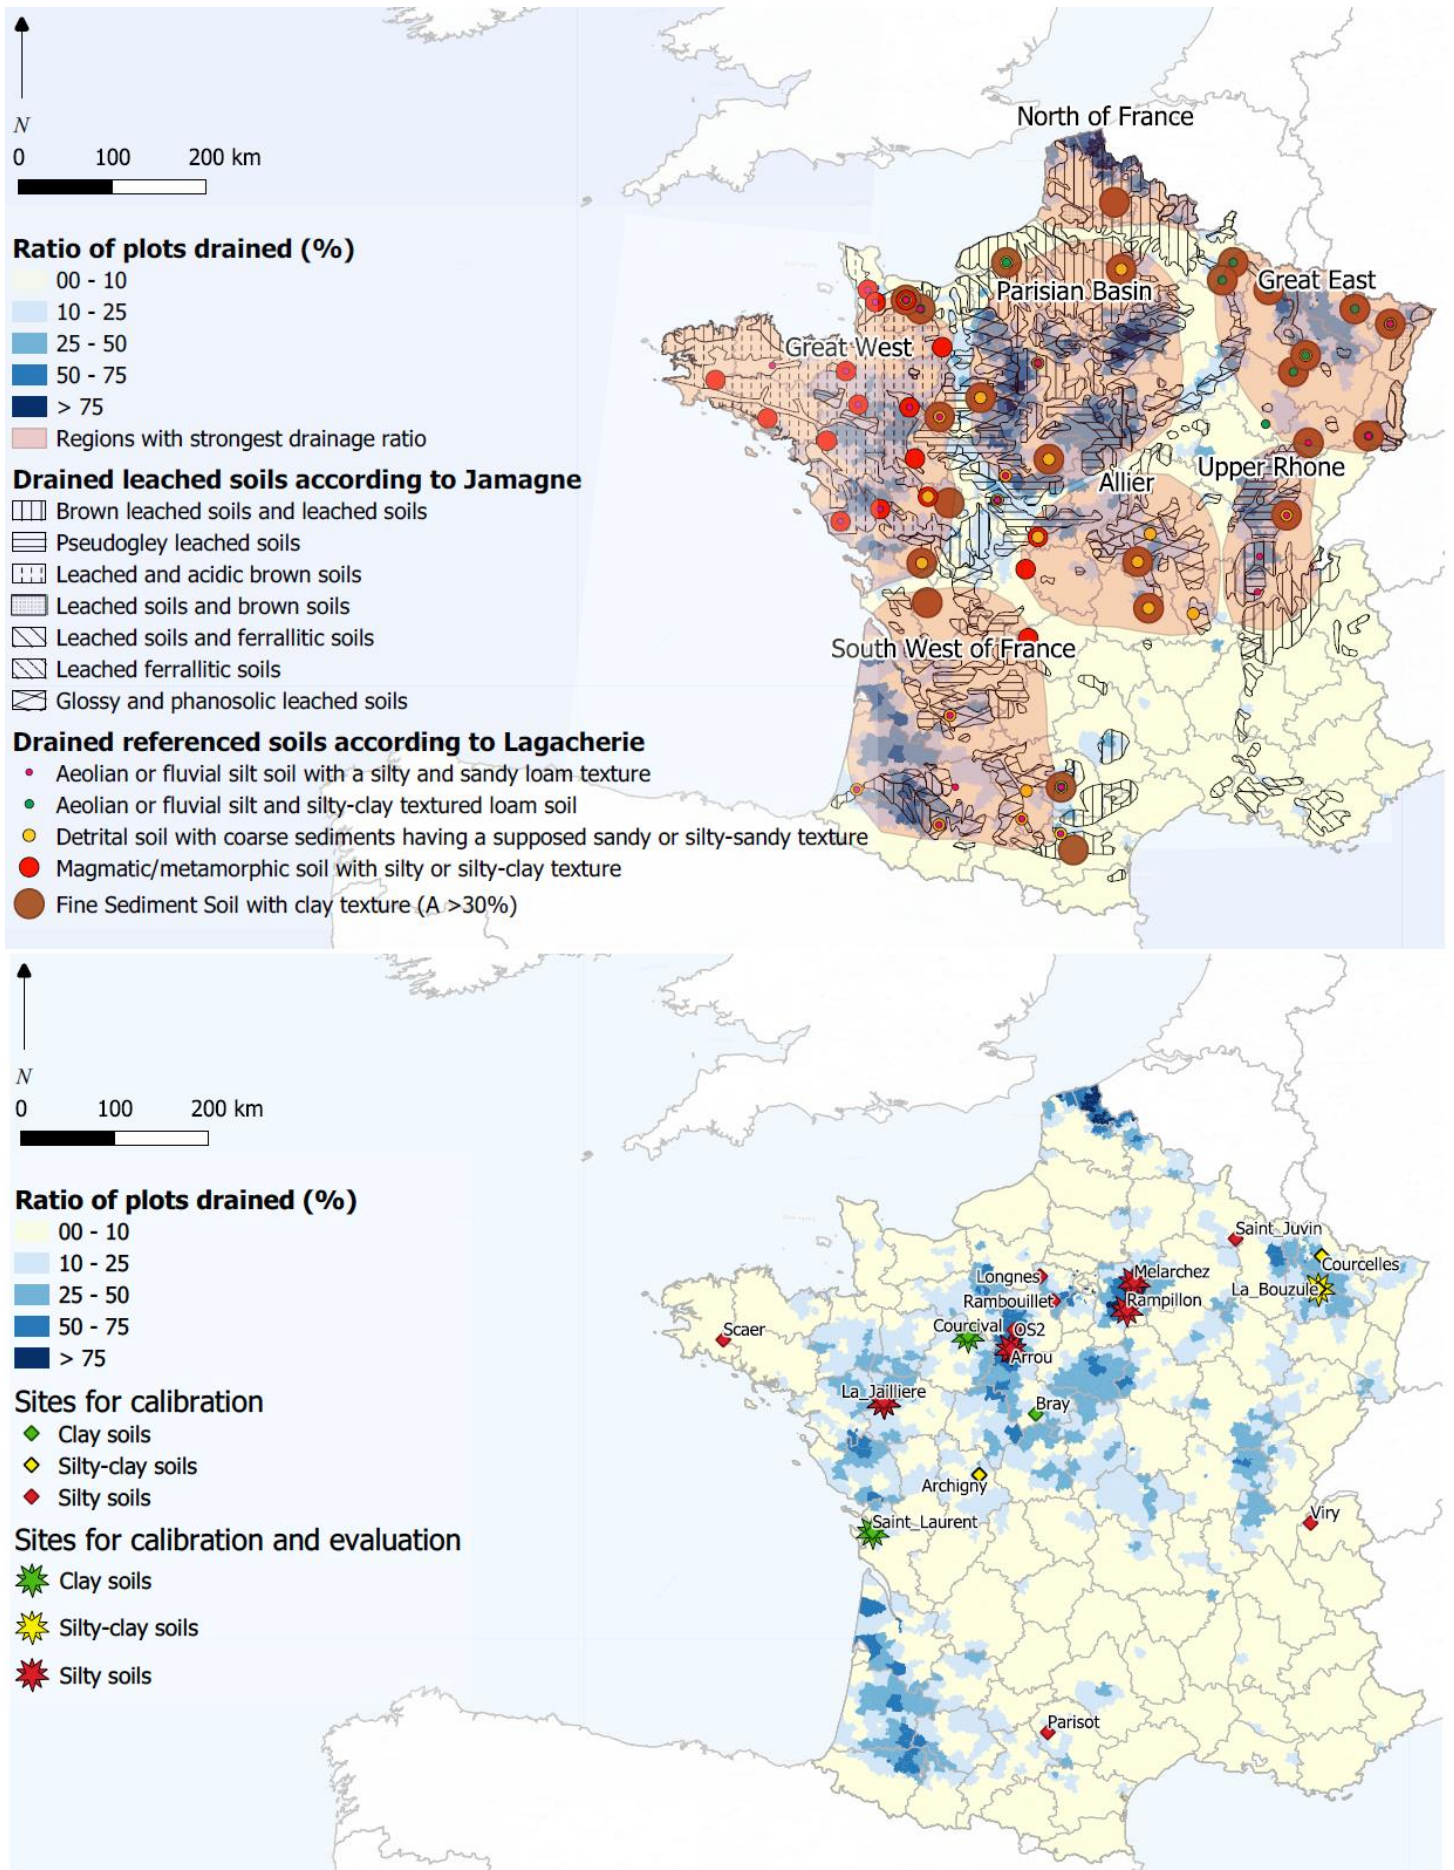 N
0 100 200 km
Ratio of plots drained (%)
00 - 10
10 - 25
25 - 50
50 - 75
> 75
Regions with strongest drainage ratio
Drained leached soils according to Jamagne
Brown leached soils and leached soils
Pseudogley leached soils
Leached and acidic brown soils
Leached soils and brown soils
Leached soils and ferrallitic soils
Leached ferrallitic soils
Glossy and phanosolic leached soils
Drained referenced soils according to Lagacherie
Aeolian or fluvial silt soil with a silty and sandy loam texture
Aeolian or fluvial silt and silty-clay textured loam soil
Detrital soil with coarse sediments having a supposed sandy or silty-sandy texture
Magmatic/metamorphic soil with silty or silty-clay texture
Fine Sediment Soil with clay texture (A >30%)
North of France
Great East
Parisian Basin
Great West
Upper Rhone
Allier
South West of France
N
0 100 200 km
Ratio of plots drained (%)
00 - 10
10 - 25
25 - 50
50 - 75
> 75
Sites for calibration
Clay soils
Silty-clay soils
Silty soils
Sites for calibration and evaluation
Clay soils
Silty-clay soils
Silty soils
Saint_Juvin
Courcelles
Melarchez
Longnes
La_Bouzule
Rambouillet
Rampillon
Courcival
OS2
Scaer
Arrou
La_Jailliere
Bray
Archigny
Viry
Saint_Laurent
Parisot